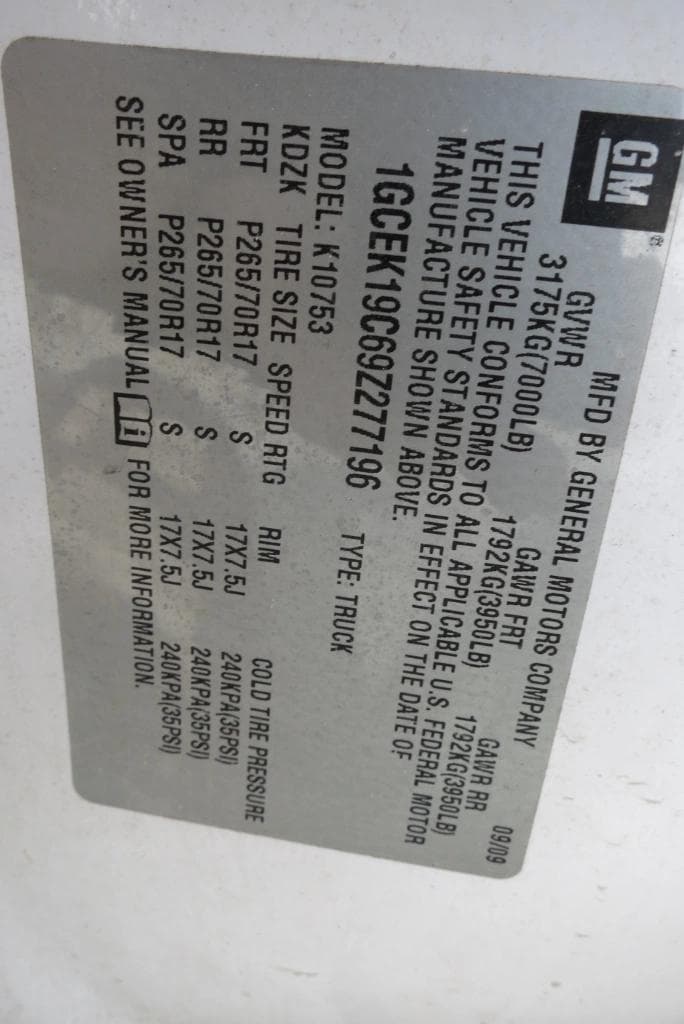 GM®
MFD BY GENERAL MOTORS COMPANY 09/09
GVWR GAWR FRT GAWR RR
3175KG(7000LB) 1792KG(3950LB) 1792KG(3950LB)
THIS VEHICLE CONFORMS TO ALL APPLICABLE U.S. FEDERAL MOTOR
VEHICLE SAFETY STANDARDS IN EFFECT ON THE DATE OF
MANUFACTURE SHOWN ABOVE.
1GCEK19C69Z277196 TYPE: TRUCK
MODEL: K10753
KDZK TIRE SIZE SPEED RTG RIM COLD TIRE PRESSURE
FRT P265/70R17 S 17X7.5J 240KPA(35PSI)
RR P265/70R17 S 17X7.5J 240KPA(35PSI)
SPA P265/70R17 S 17X7.5J 240KPA(35PSI)
SEE OWNER'S MANUAL i FOR MORE INFORMATION.